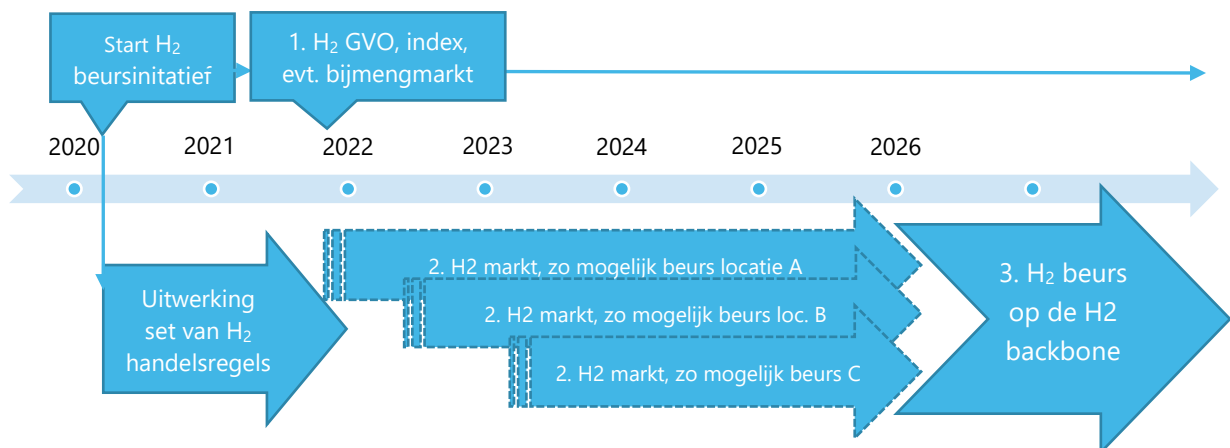 Start H₂
beursinitatief
1. H₂ GVO, index,
evt. bijmengmarkt
2020
2021
2022
2023
2024
2025
2026
Uitwerking
set van H₂
handelsregels
2. H2 markt, zo mogelijk beurs locatie A
2. H2 markt, zo mogelijk beurs loc. B
2. H2 markt, zo mogelijk beurs C
3. H₂ beurs
op de H2
backbone